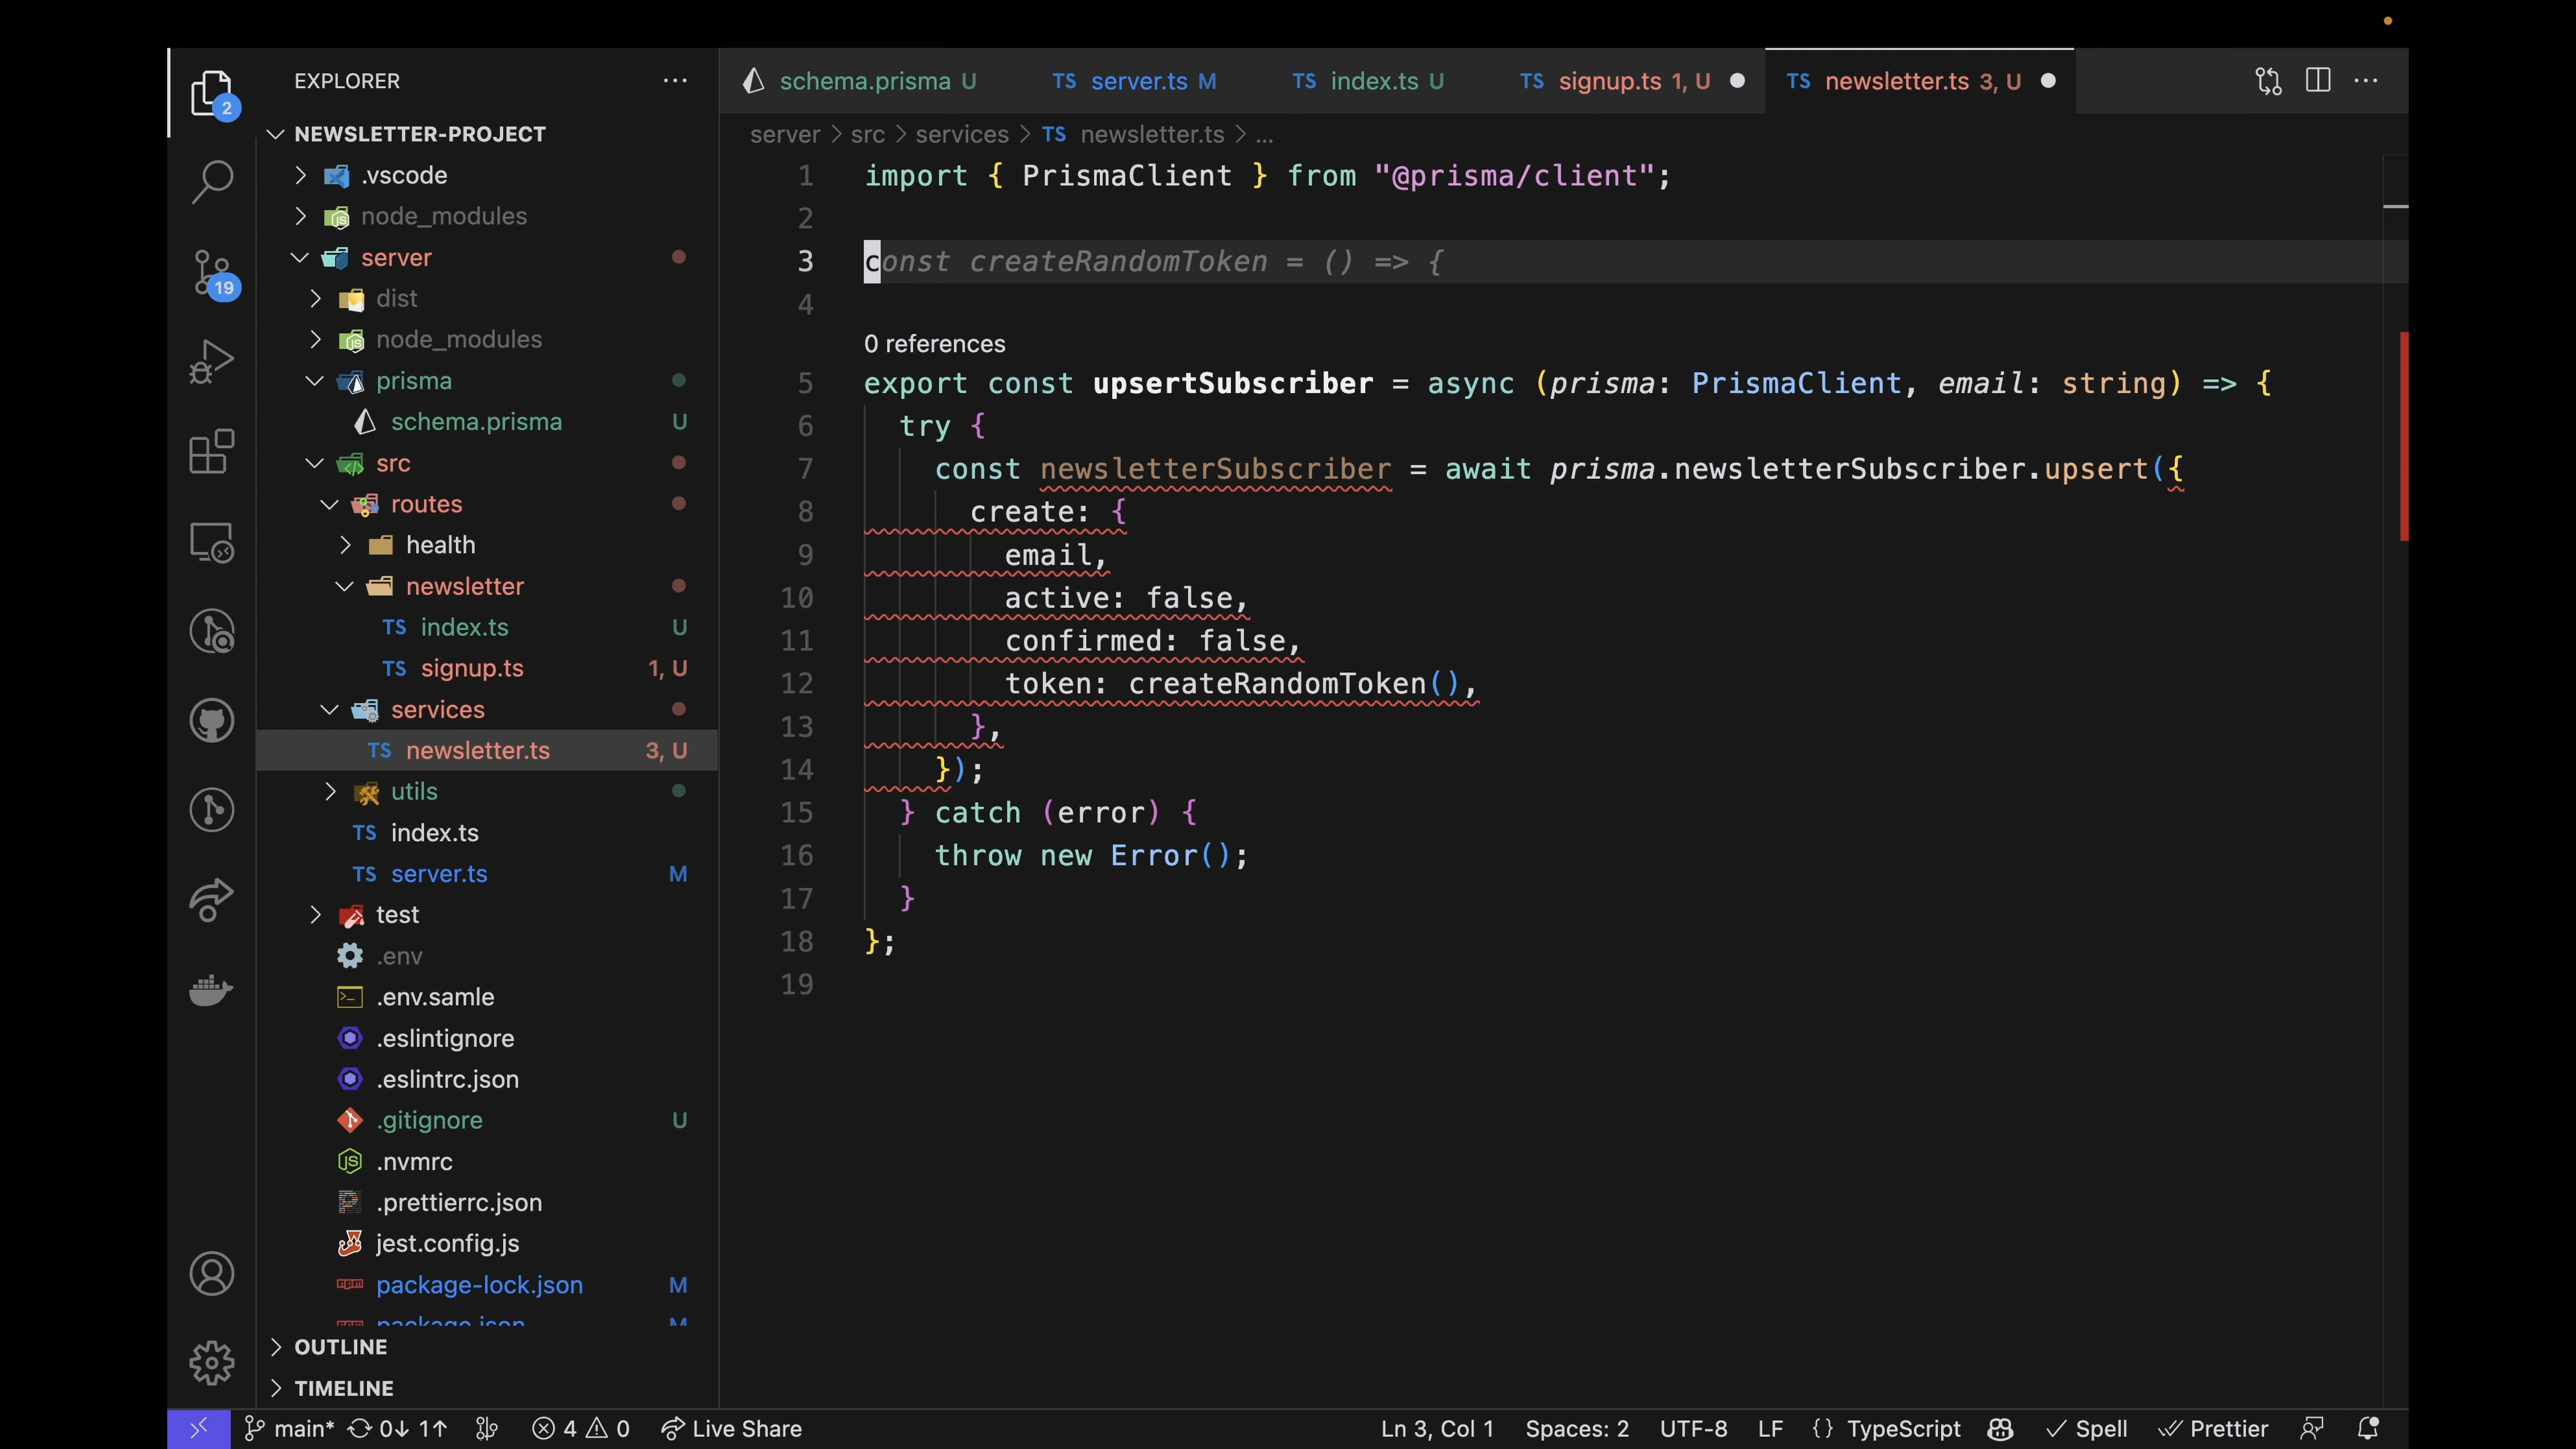 EXPLORER
NEWSLETTER-PROJECT
.vscode
node_modules
server
dist
node_modules
prisma
schema.prisma U
src
routes
health
newsletter
index.ts U
signup.ts 1, U
services
newsletter.ts 3, U
utils
index.ts
server.ts M
test
.env
.env.samle
.eslintignore
.eslintrc.json
.gitignore U
.nvmrc
.prettierrc.json
jest.config.js
package-lock.json M
package.json M
OUTLINE
TIMELINE
2
19
schema.prisma U
TS server.ts M
TS index.ts U
TS signup.ts 1, U
TS newsletter.ts 3, U
server > src > services > TS newsletter.ts > ...
1 import { PrismaClient } from "@prisma/client";
2
3 const createRandomToken = () => {
4
0 references
5 export const upsertSubscriber = async (prisma: PrismaClient, email: string) => {
6 try {
7 const newsletterSubscriber = await prisma.newsletterSubscriber.upsert({
8 create: {
9 email,
10 active: false,
11 confirmed: false,
12 token: createRandomToken(),
13 },
14 });
15 } catch (error) {
16 throw new Error();
17 }
18 };
19
main* 0↓ 1↑ 4 0 Live Share
Ln 3, Col 1 Spaces: 2 UTF-8 LF {} TypeScript Spell Prettier